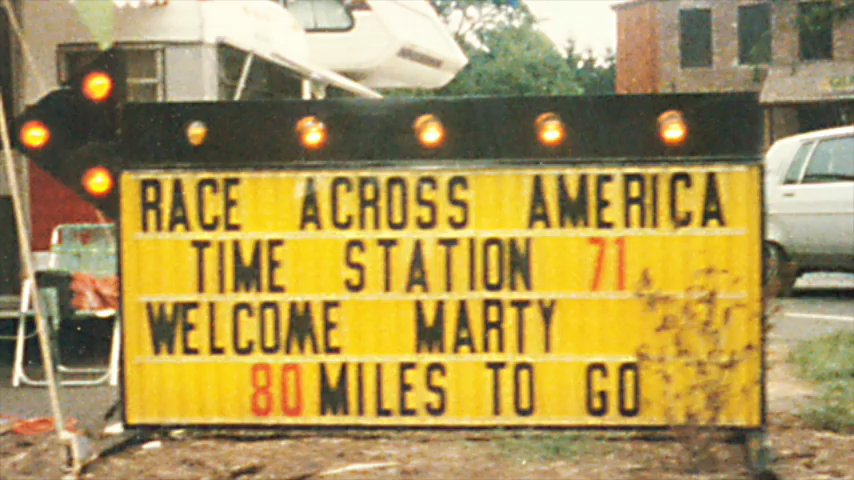 RACE ACROSS AMERICA
TIME STATION 71
WELCOME MARTY
80 MILES TO GO